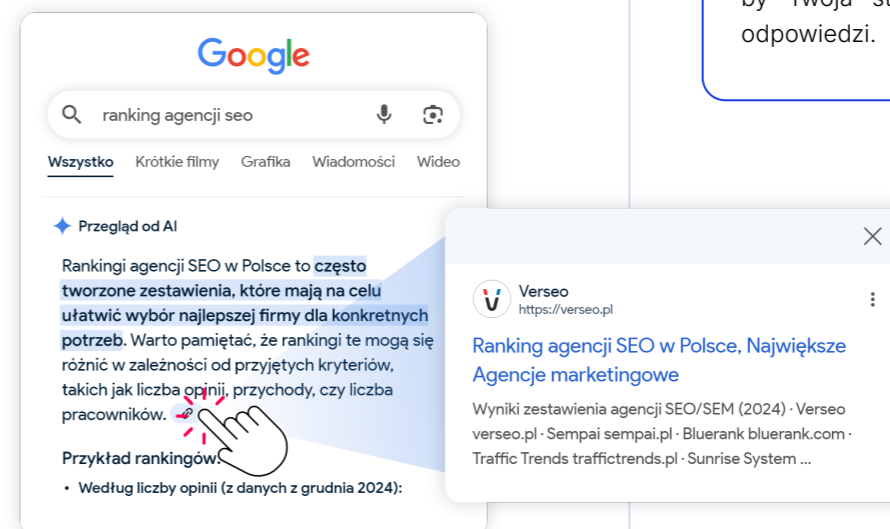 by Twoja
odpowiedzi.
Google
ranking agencji seo
Wszystko Krótkie filmy Grafika Wiadomości Wideo
Przegląd od AI
Rankingi agencji SEO w Polsce to często
tworzone zestawienia, które mają na celu
ułatwić wybór najlepszej firmy dla konkretnych
potrzeb. Warto pamiętać, że rankingi te mogą się
różnić w zależności od przyjętych kryteriów,
takich jak liczba opinii, przychody, czy liczba
pracowników.
Przykład rankingów:
• Według liczby opinii (z danych z grudnia 2024):
Verseo
https://verseo.pl
Ranking agencji SEO w Polsce, Największe
Agencje marketingowe
Wyniki zestawienia agencji SEO/SEM (2024) · Verseo
verseo.pl · Sempai sempai.pl · Bluerank bluerank.com ·
Traffic Trends traffictrends.pl · Sunrise System ...